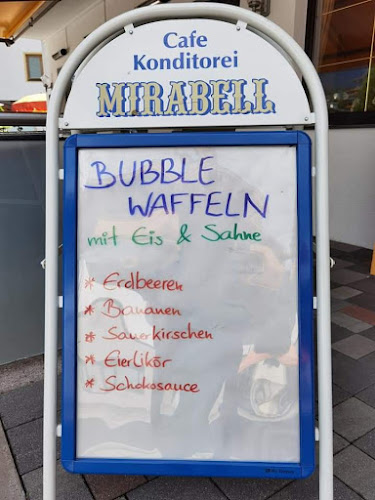 Cafe
Konditorei
MIRABELL
BUBBLE
WAFFELN
mit Eis & Sahne
* Erdbeeren
* Bananen
* Sauerkirschen
* Eierlikör
* Schokosauce